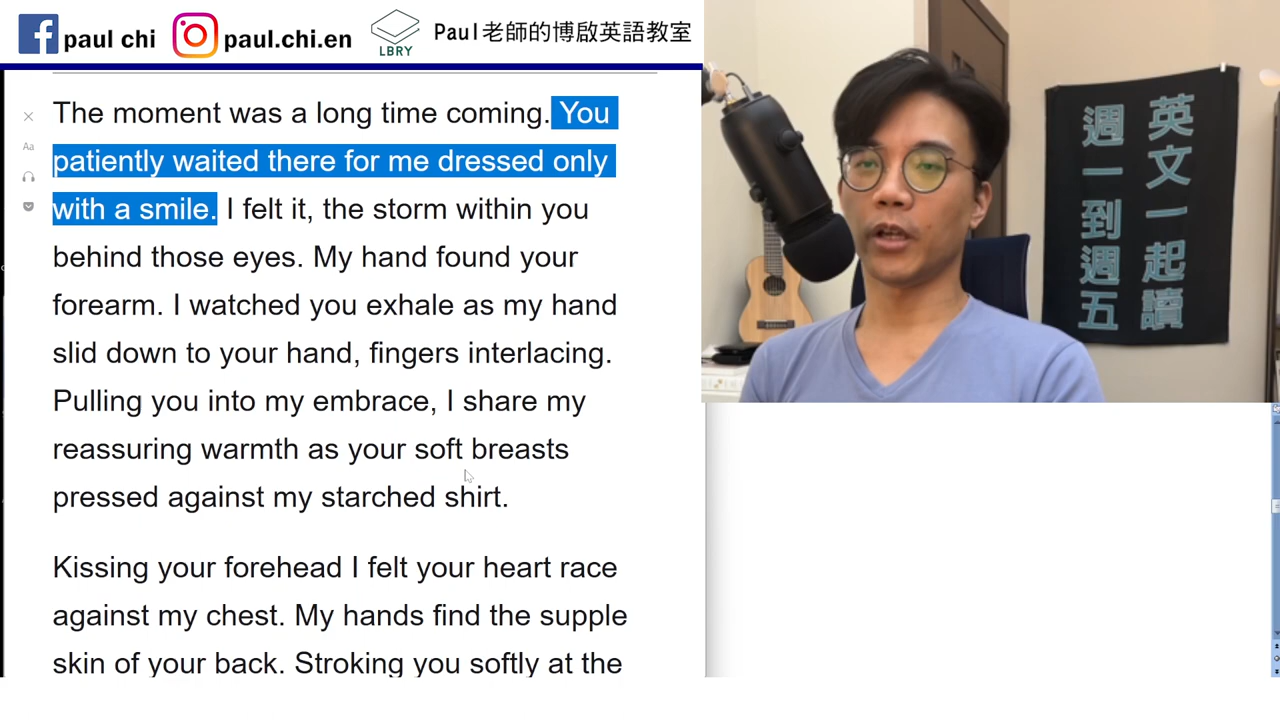 paul chi
paul.chi.en
LBRY
Paul老師的博啟英語教室
The moment was a long time coming. You
patiently waited there for me dressed only
with a smile. I felt it, the storm within you
behind those eyes. My hand found your
forearm. I watched you exhale as my hand
slid down to your hand, fingers interlacing.
Pulling you into my embrace, I share my
reassuring warmth as your soft breasts
pressed against my starched shirt.
Kissing your forehead I felt your heart race
against my chest. My hands find the supple
skin of your back. Stroking you softly at the
Aa
英文一起讀
週一到週五